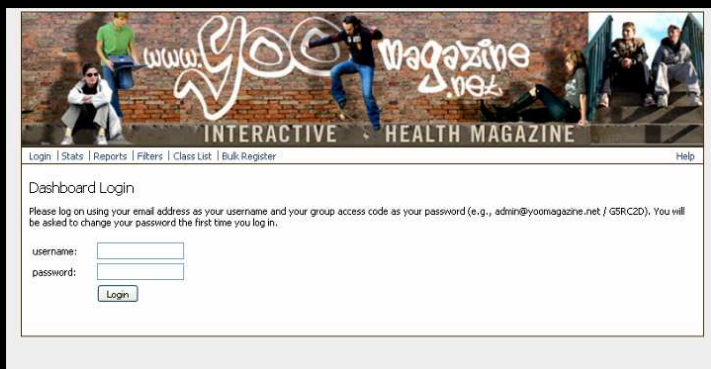 www.Yoo magazine
.net
INTERACTIVE • HEALTH MAGAZINE
Login | Stats | Reports | Filters | Class List | Bulk Register Help
Dashboard Login
Please log on using your email address as your username and your group access code as your password (e.g., admin@yoomagazine.net / G5RC2D). You will
be asked to change your password the first time you log in.
username:
password:
Login